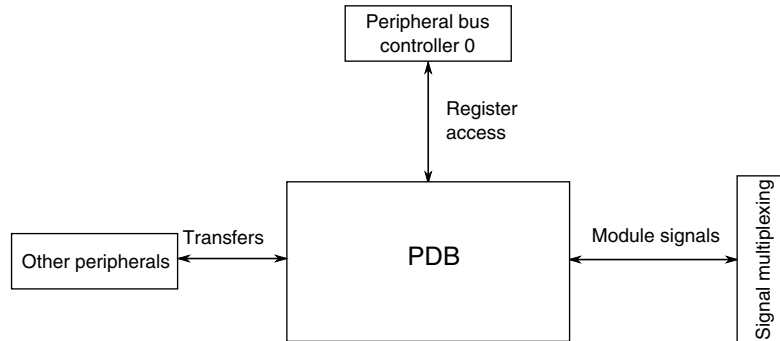 Peripheral bus
controller 0
Register
access
Transfers
Other peripherals
PDB
Module signals
Signal multiplexing